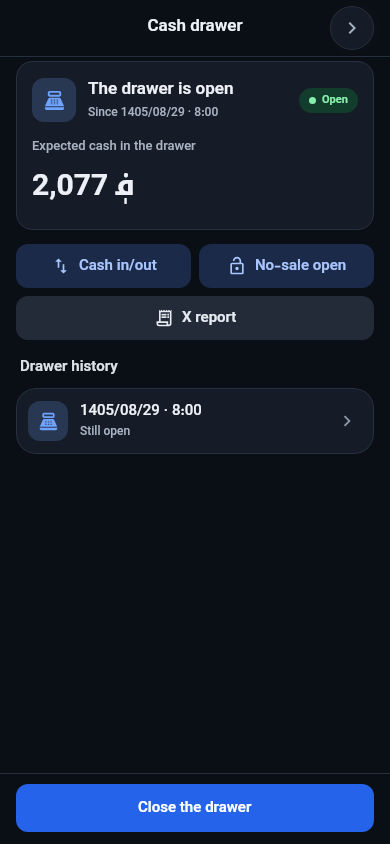 Cash drawer
The drawer is open
Since 1405/08/29 · 8:00
Open
Expected cash in the drawer
2,077 ؋
Cash in/out
No-sale open
X report
Drawer history
1405/08/29 · 8:00
Still open
Close the drawer